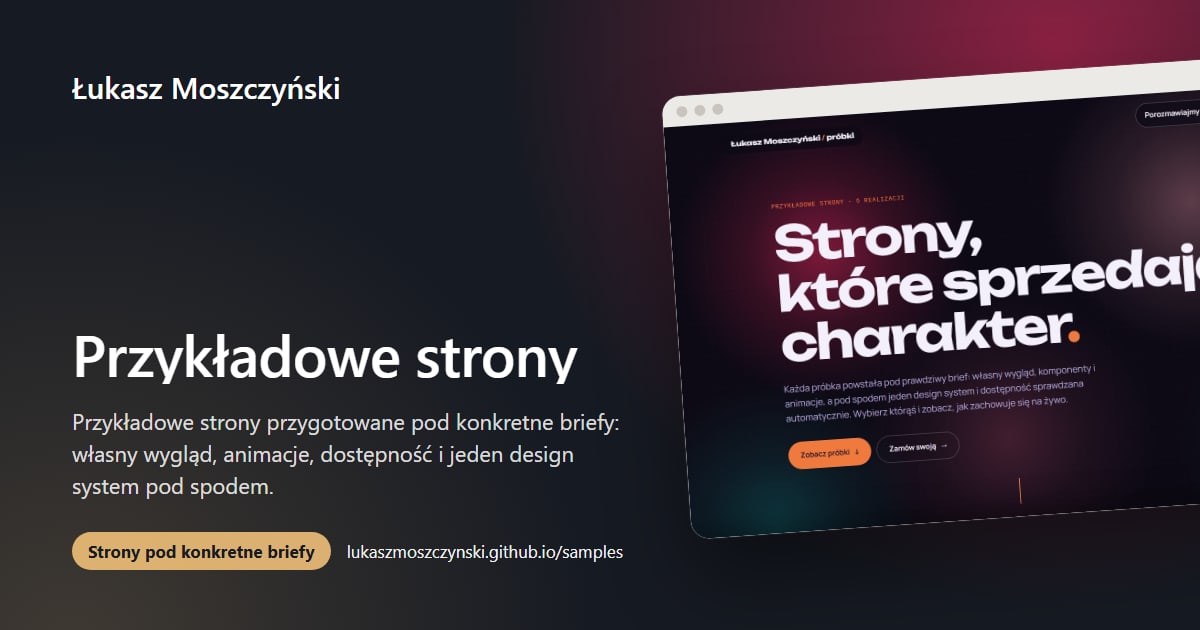 Łukasz Moszczyński
Przykładowe strony
Przykładowe strony przygotowane pod konkretne briefy:
własny wygląd, animacje, dostępność i jeden design
system pod spodem.
Strony pod konkretne briefy
lukaszmoszczynski.github.io/samples
Łukasz Moszczyński / próbki
Porozmawiajmy
PRZYKŁADOWE STRONY - 6 REALIZACJI
Strony,
które sprzedają
charakter.
Każda próbka powstała pod prawdziwy brief: własny wygląd, komponenty i
animacje, a pod spodem jeden design system i dostępność sprawdzana
automatycznie. Wybierz którąś i zobacz, jak zachowuje się na żywo.
Zobacz próbki ↓
Zamów swoją →